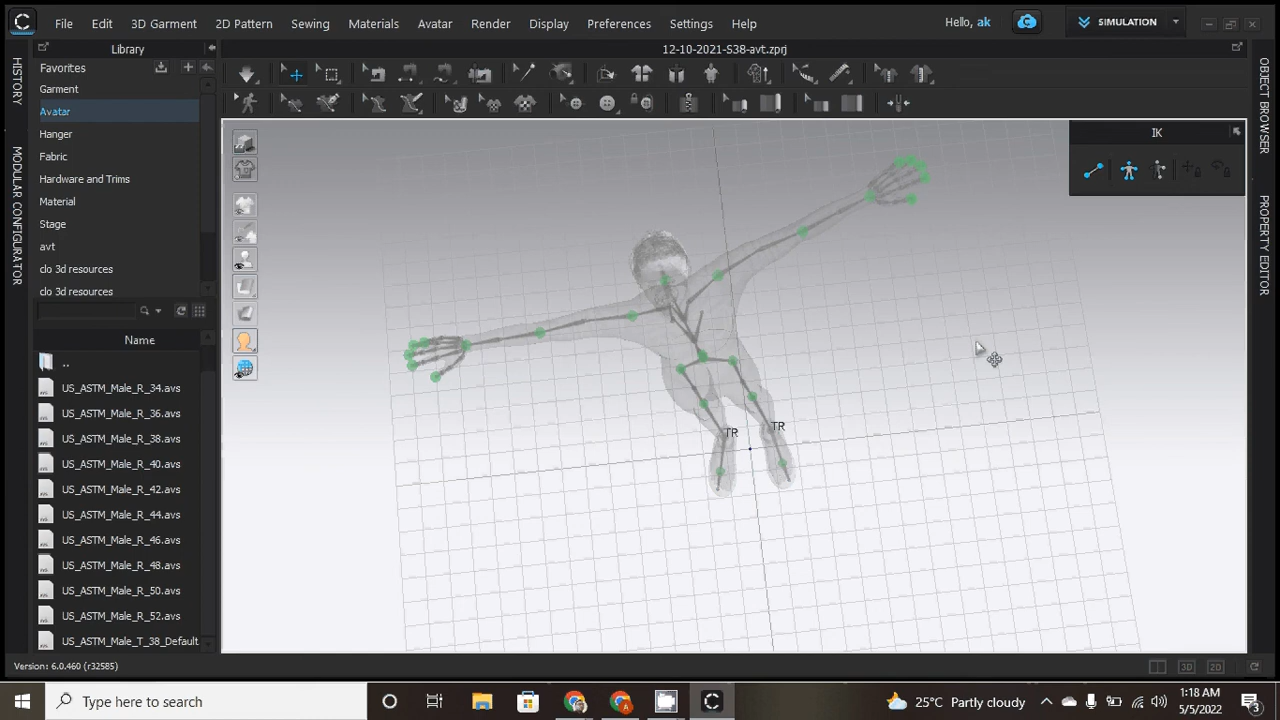 File Edit 3D Garment 2D Pattern Sewing Materials Avatar Render Display Preferences Settings Help Hello, ak SIMULATION
Library 12-10-2021-S38-avt.zprj
HISTORY
MODULAR CONFIGURATOR
Favorites
Garment
Avatar
Hanger
Fabric
Hardware and Trims
Material
Stage
avt
clo 3d resources
clo 3d resources
Name
..
US_ASTM_Male_R_34.avs
US_ASTM_Male_R_36.avs
US_ASTM_Male_R_38.avs
US_ASTM_Male_R_40.avs
US_ASTM_Male_R_42.avs
US_ASTM_Male_R_44.avs
US_ASTM_Male_R_46.avs
US_ASTM_Male_R_48.avs
US_ASTM_Male_R_50.avs
US_ASTM_Male_R_52.avs
US_ASTM_Male_T_38_Default
TR
TR
IK
OBJECT BROWSER
PROPERTY EDITOR
Version: 6.0.460 (r32585)
3D 2D
Type here to search
25°C Partly cloudy
1:18 AM
5/5/2022
3